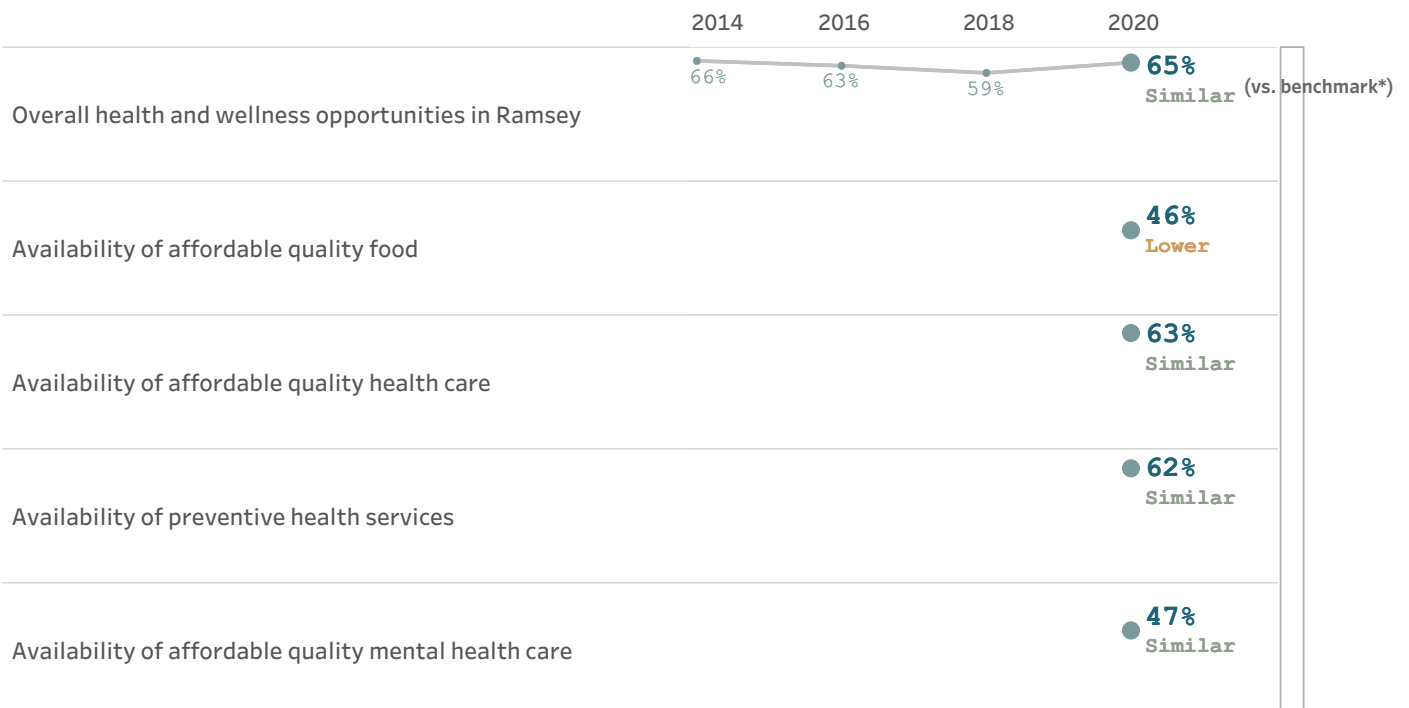 2014 2016 2018 2020
Overall health and wellness opportunities in Ramsey
66% 63% 59% 65%
Similar (vs. benchmark*)
Availability of affordable quality food
46%
Lower
Availability of affordable quality health care
63%
Similar
Availability of preventive health services
62%
Similar
Availability of affordable quality mental health care
47%
Similar